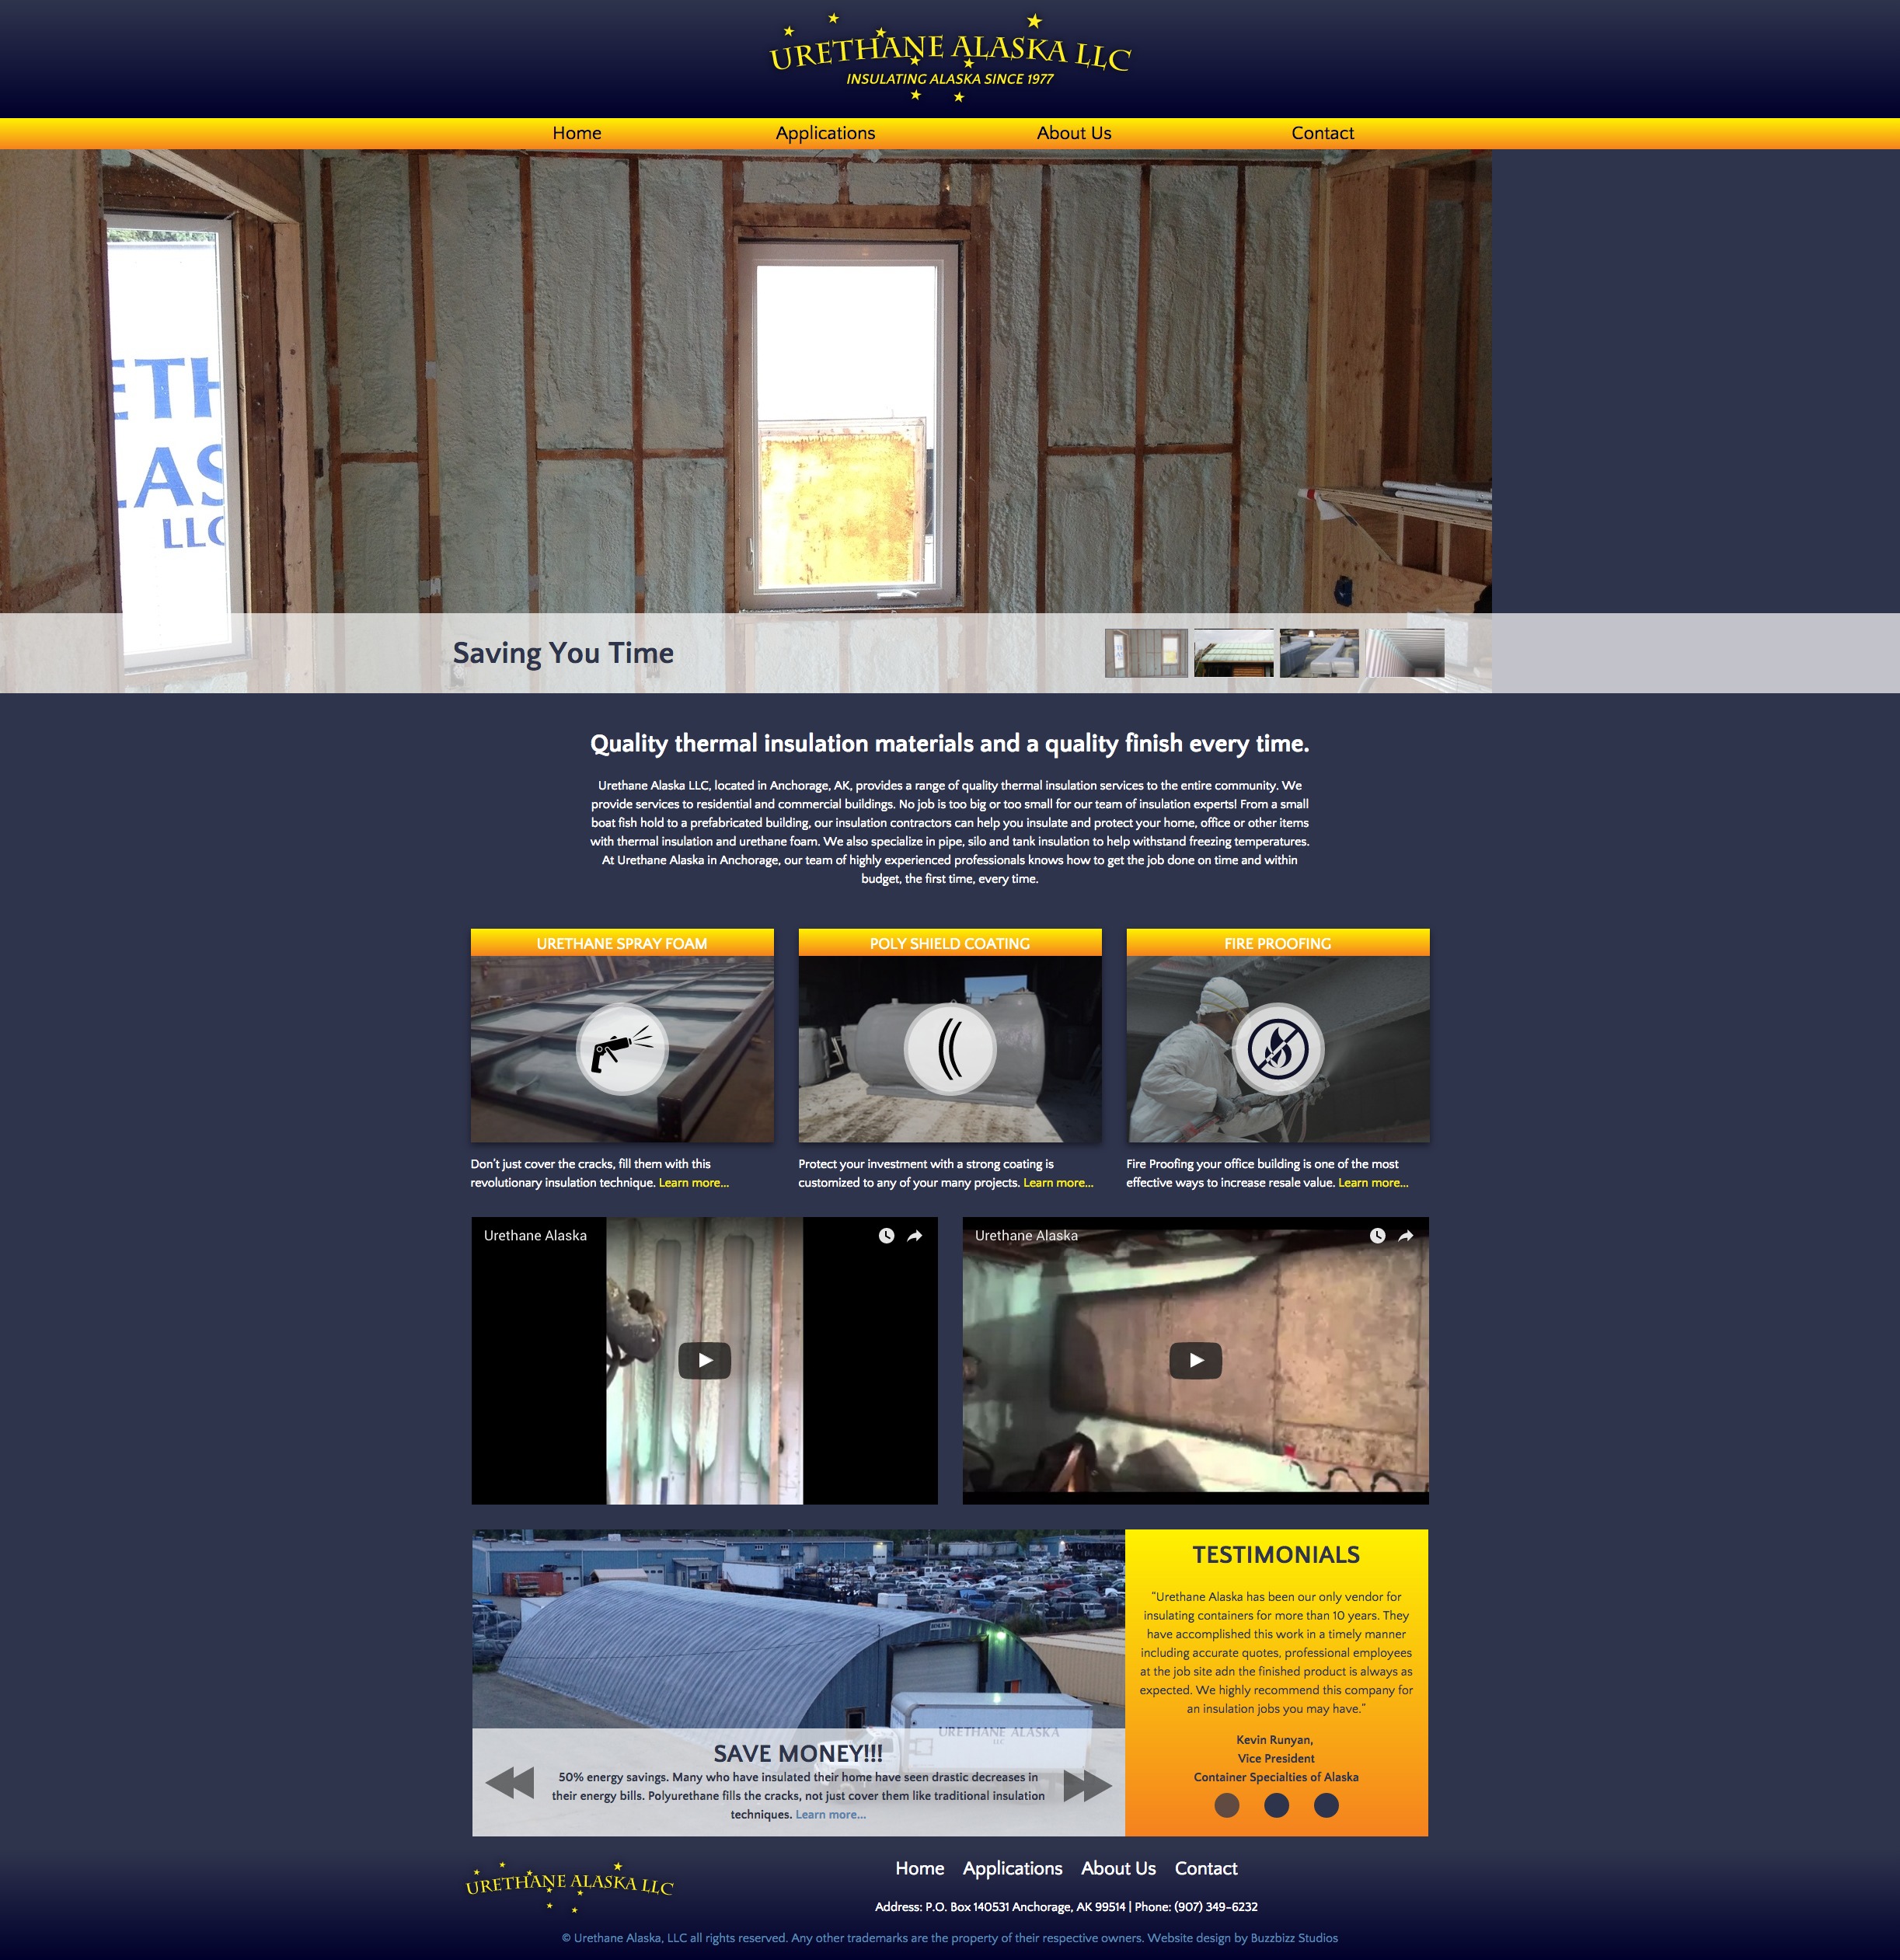 URETHANE ALASKA LLC
INSULATING ALASKA SINCE 1977
Home Applications About Us Contact
ETH
LAS
LLC
Saving You Time
Quality thermal insulation materials and a quality finish every time.
Urethane Alaska LLC, located in Anchorage, AK, provides a range of quality thermal insulation services to the entire community. We
provide services to residential and commercial buildings. No job is too big or too small for our team of insulation experts! From a small
boat fish hold to a prefabricated building, our insulation contractors can help you insulate and protect your home, office or other items
with thermal insulation and urethane foam. We also specialize in pipe, silo and tank insulation to help withstand freezing temperatures.
At Urethane Alaska in Anchorage, our team of highly experienced professionals knows how to get the job done on time and within
budget, the first time, every time.
URETHANE SPRAY FOAM
POLY SHIELD COATING
FIRE PROOFING
Don't just cover the cracks, fill them with this
revolutionary insulation technique. Learn more...
Protect your investment with a strong coating is
customized to any of your many projects. Learn more...
Fire Proofing your office building is one of the most
effective ways to increase resale value. Learn more...
Urethane Alaska
Urethane Alaska
URETHANE ALASKA
LLC
SAVE MONEY!!!
50% energy savings. Many who have insulated their home have seen drastic decreases in
their energy bills. Polyurethane fills the cracks, not just cover them like traditional insulation
techniques. Learn more...
TESTIMONIALS
"Urethane Alaska has been our only vendor for
insulating containers for more than 10 years. They
have accomplished this work in a timely manner
including accurate quotes, professional employees
at the job site adn the finished product is always as
expected. We highly recommend this company for
an insulation jobs you may have."
Kevin Runyan,
Vice President
Container Specialties of Alaska
URETHANE ALASKA LLC
Home Applications About Us Contact
Address: P.O. Box 140531 Anchorage, AK 99514 | Phone: (907) 349-6232
© Urethane Alaska, LLC all rights reserved. Any other trademarks are the property of their respective owners. Website design by Buzzbizz Studios